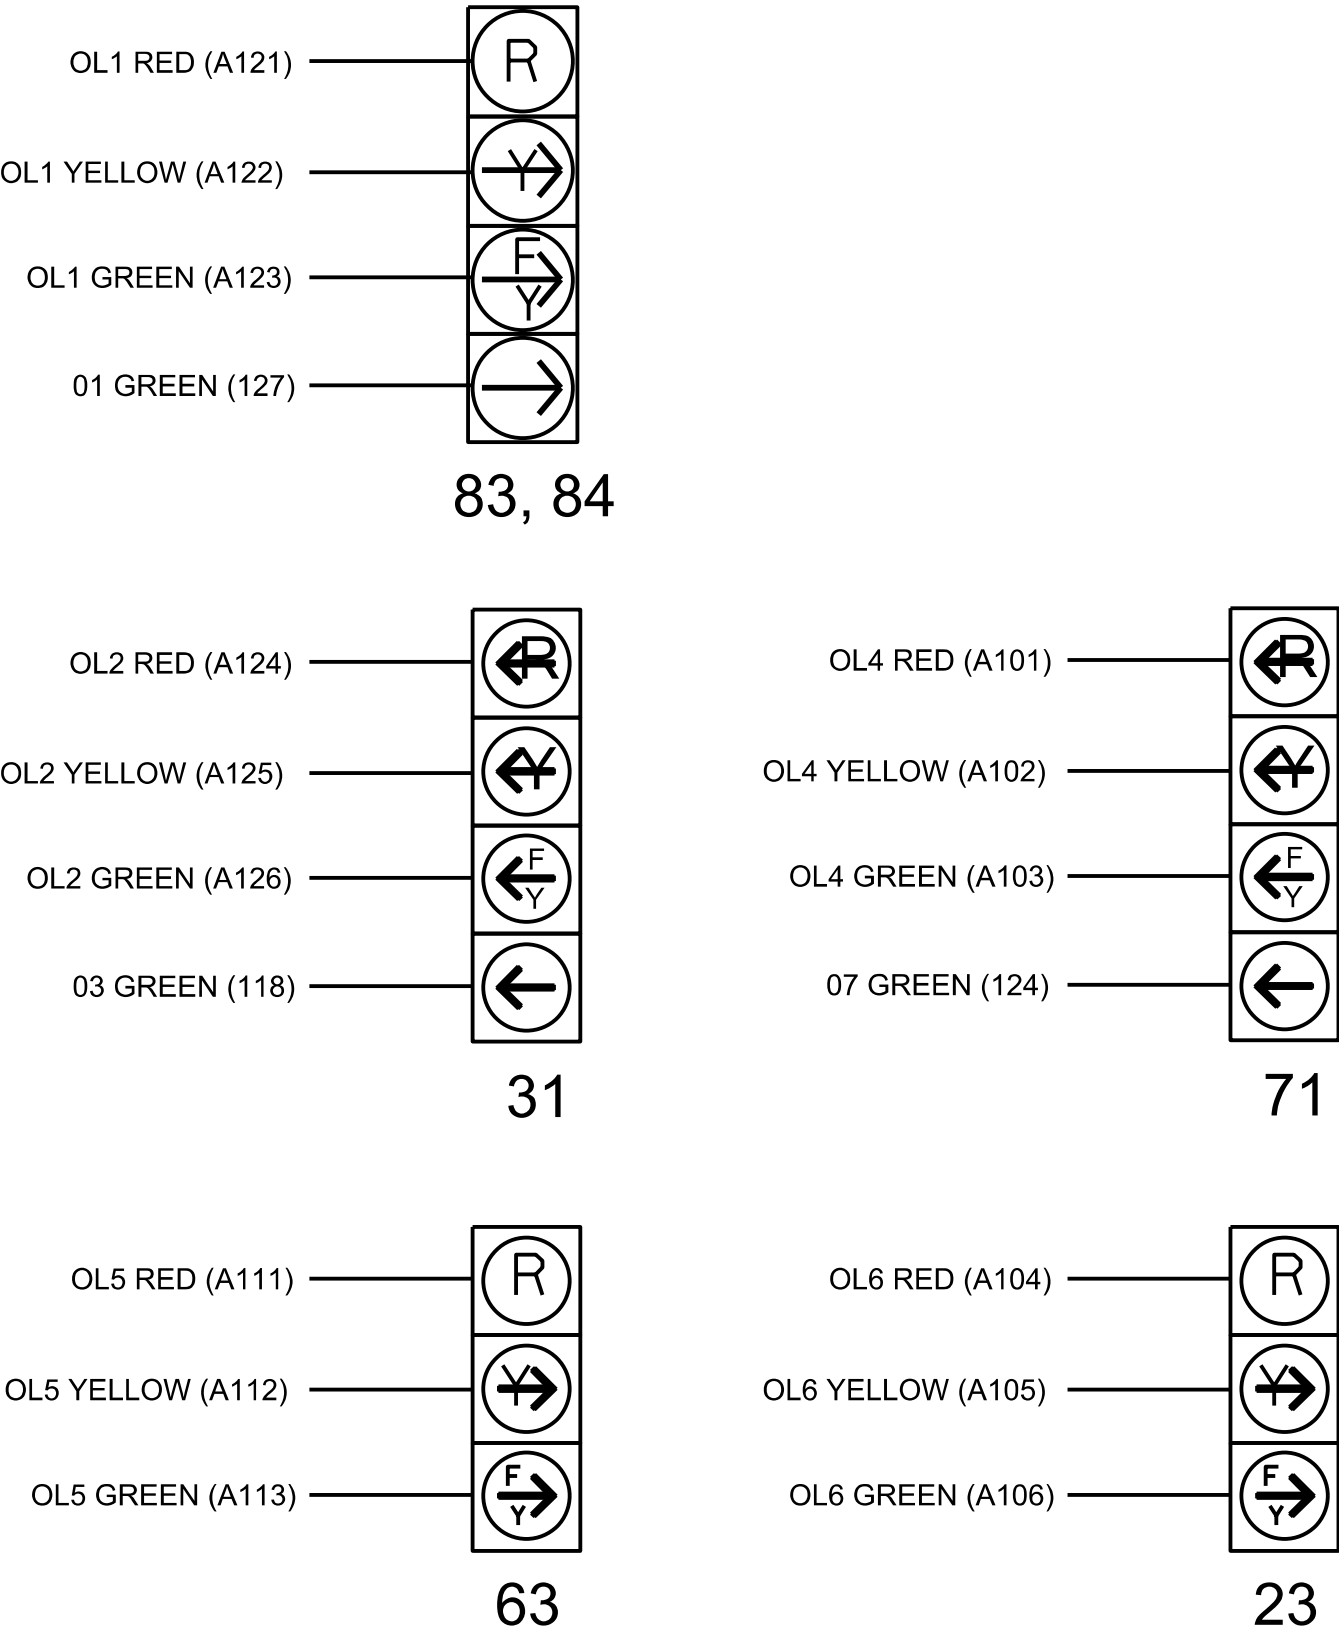 OL1 RED (A121)
R
OL1 YELLOW (A122)
Y
OL1 GREEN (A123)
F
Y
01 GREEN (127)
83, 84
OL2 RED (A124)
R
OL2 YELLOW (A125)
Y
OL2 GREEN (A126)
F
Y
03 GREEN (118)
31
OL4 RED (A101)
R
OL4 YELLOW (A102)
Y
OL4 GREEN (A103)
F
Y
07 GREEN (124)
71
OL5 RED (A111)
R
OL5 YELLOW (A112)
Y
OL5 GREEN (A113)
F
Y
63
OL6 RED (A104)
R
OL6 YELLOW (A105)
Y
OL6 GREEN (A106)
F
Y
23